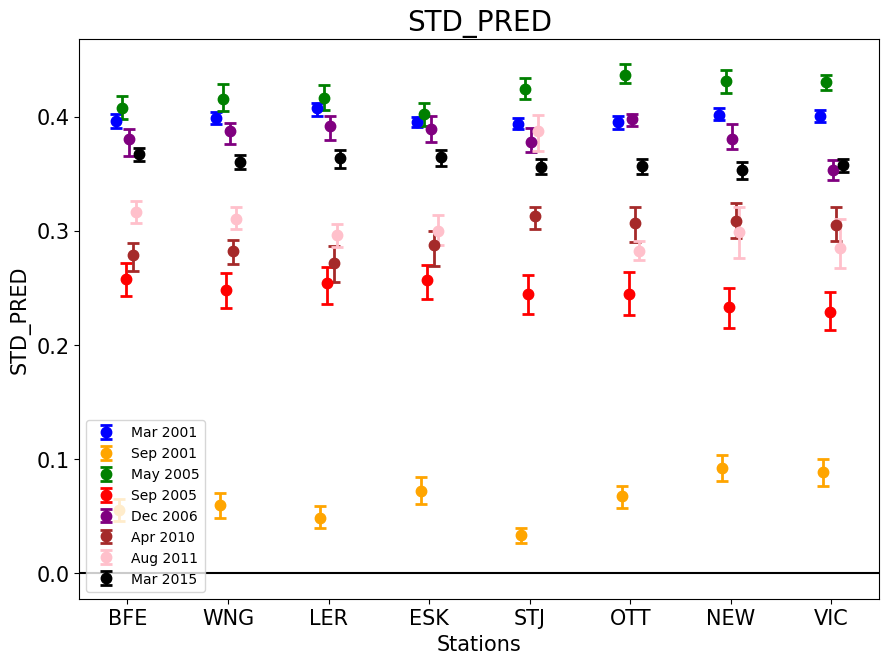 STD_PRED
STD_PRED
0.4
0.3
0.2
0.1
0.0
Mar 2001
Sep 2001
May 2005
Sep 2005
Dec 2006
Apr 2010
Aug 2011
Mar 2015
BFE WNG LER ESK STJ OTT NEW VIC
Stations